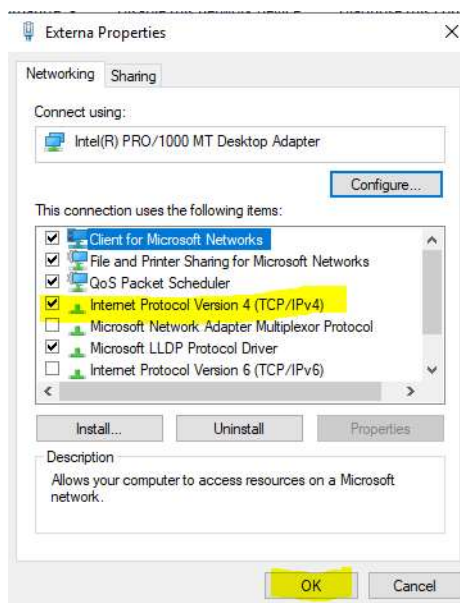 Externa Properties
Networking
Sharing
Connect using:
Intel(R) PRO/1000 MT Desktop Adapter
Configure...
This connection uses the following items:
Client for Microsoft Networks
File and Printer Sharing for Microsoft Networks
QoS Packet Scheduler
Internet Protocol Version 4 (TCP/IPv4)
Microsoft Network Adapter Multiplexor Protocol
Microsoft LLDP Protocol Driver
Internet Protocol Version 6 (TCP/IPv6)
Install...
Uninstall
Properties
Description
Allows your computer to access resources on a Microsoft
network.
OK
Cancel